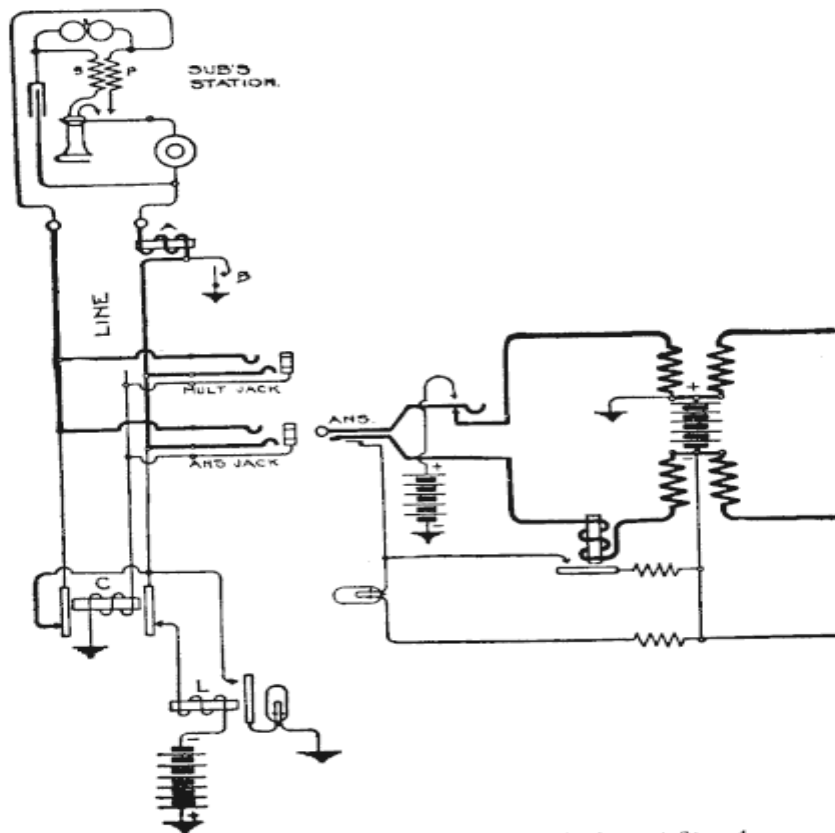 S P
SUB'S
STATION.
A
B
LINE
MULT JACK
ANS.
ANS JACK
+
+
-
-
C
L
-
+